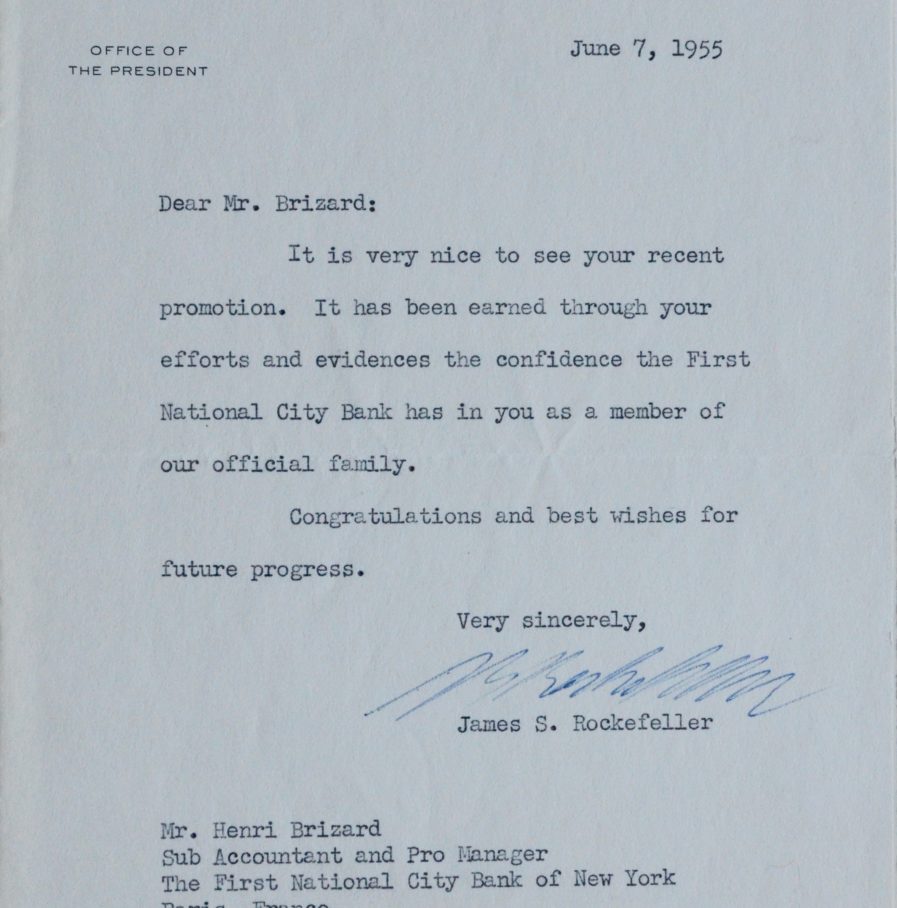 OFFICE OF
THE PRESIDENT
June 7, 1955
Dear Mr. Brizard:
It is very nice to see your recent
promotion. It has been earned through your
efforts and evidences the confidence the First
National City Bank has in you as a member of
our official family.
Congratulations and best wishes for
future progress.
Very sincerely,
James S. Rockefeller
Mr. Henri Brizard
Sub Accountant and Pro Manager
The First National City Bank of New York
Paris, France